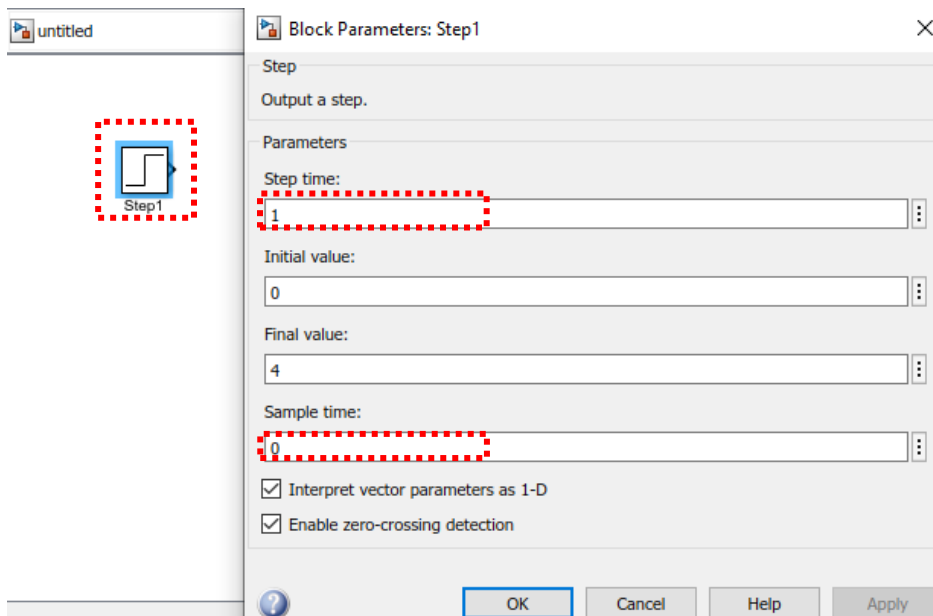 untitled
Step1
Block Parameters: Step1
Step
Output a step.
Parameters
Step time:
1
Initial value:
0
Final value:
4
Sample time:
0
Interpret vector parameters as 1-D
Enable zero-crossing detection
?
OK Cancel Help Apply